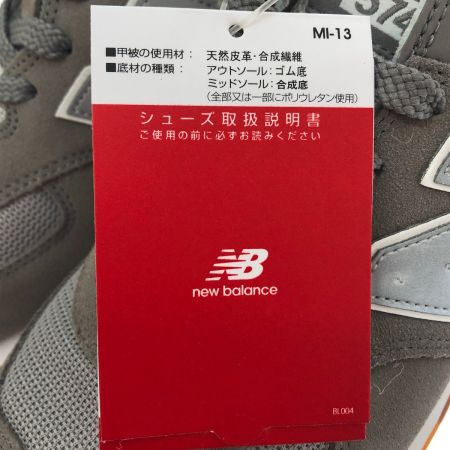 MI-13
■甲被の使用材： 天然皮革・合成繊維
■底材の種類： アウトソール：ゴム底
ミッドソール：合成底
（全部又は一部にポリウレタン使用）
シューズ取扱説明書
ご使用の前に必ずお読みください
NB
new balance
BL004
574